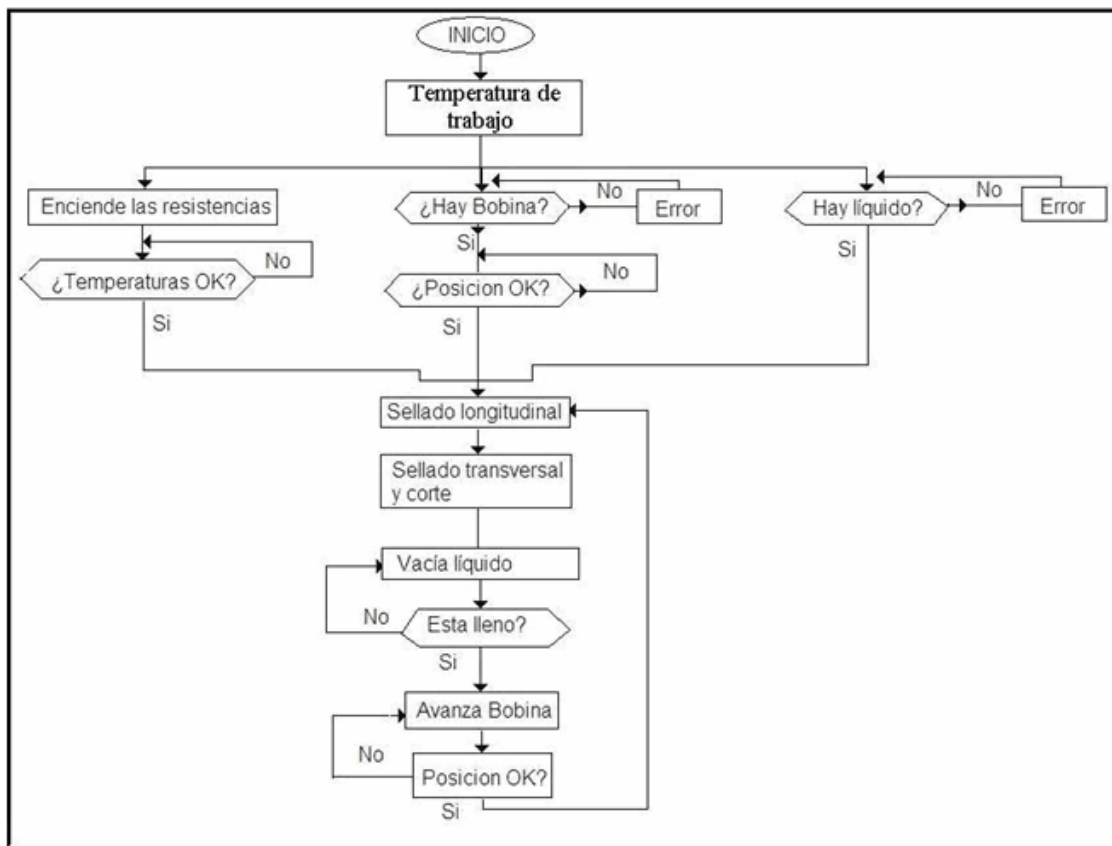 INICIO
Temperatura de
trabajo
Enciende las resistencias
¿Hay Bobina?
No
Error
Hay líquido?
No
Error
Si
Si
¿Temperaturas OK?
No
¿Posicion OK?
No
Si
Si
Sellado longitudinal
Sellado transversal
y corte
Vacía líquido
No
Esta lleno?
Si
Avanza Bobina
No
Posicion OK?
Si